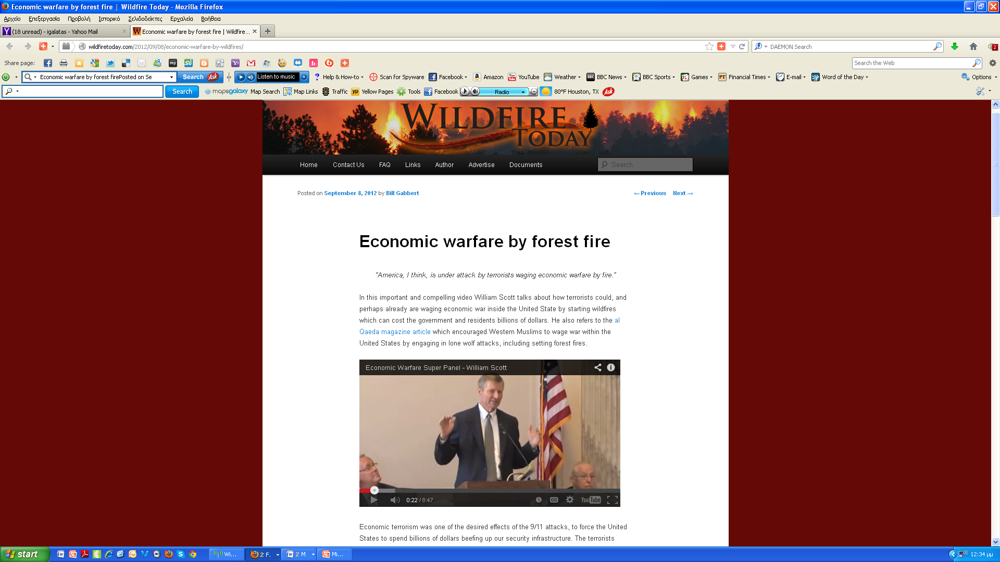 Economic warfare by forest fire | Wildfire Today - Mozilla Firefox
Αρχείο Επεξεργασία Προβολή Ιστορικό Σελιδοδείκτες Εργαλεία Βοήθεια
(18 unread) - igalatas - Yahoo Mail
Economic warfare by forest fire | Wildfire...
wildfiretoday.com/2012/09/08/economic-warfare-by-wildfires/
DAEMON Search
2
Share page:
my
Search the Web
Economic warfare by forest firePosted on Se
Search Ask
Listen to music
Help & How-to Scan for Spyware Facebook Amazon YouTube Weather BBC News BBC Sports Games Financial Times E-mail Word of the Day Options
Search
mapsgalaxy Map Search Map Links Traffic Yellow Pages Tools Facebook Radio 80°F Houston, TX Ask
WILDFIRE
TODAY
Home Contact Us FAQ Links Author Advertise Documents Search
Posted on September 8, 2012 by Bill Gabbert
← Previous Next →
Economic warfare by forest fire
“America, I think, is under attack by terrorists waging economic warfare by fire.”
In this important and compelling video William Scott talks about how terrorists could, and
perhaps already are waging economic war inside the United State by starting wildfires
which can cost the government and residents billions of dollars. He also refers to the al
Qaeda magazine article which encouraged Western Muslims to wage war within the
United States by engaging in lone wolf attacks, including setting forest fires.
Economic Warfare Super Panel - William Scott
0:22 / 8:47
CC
YouTube
Economic terrorism was one of the desired effects of the 9/11 attacks, to force the United
States to spend billions of dollars beefing up our security infrastructure. The terrorists
start
Wi...
2 F.
2 M
Mi...
12:34 μμ